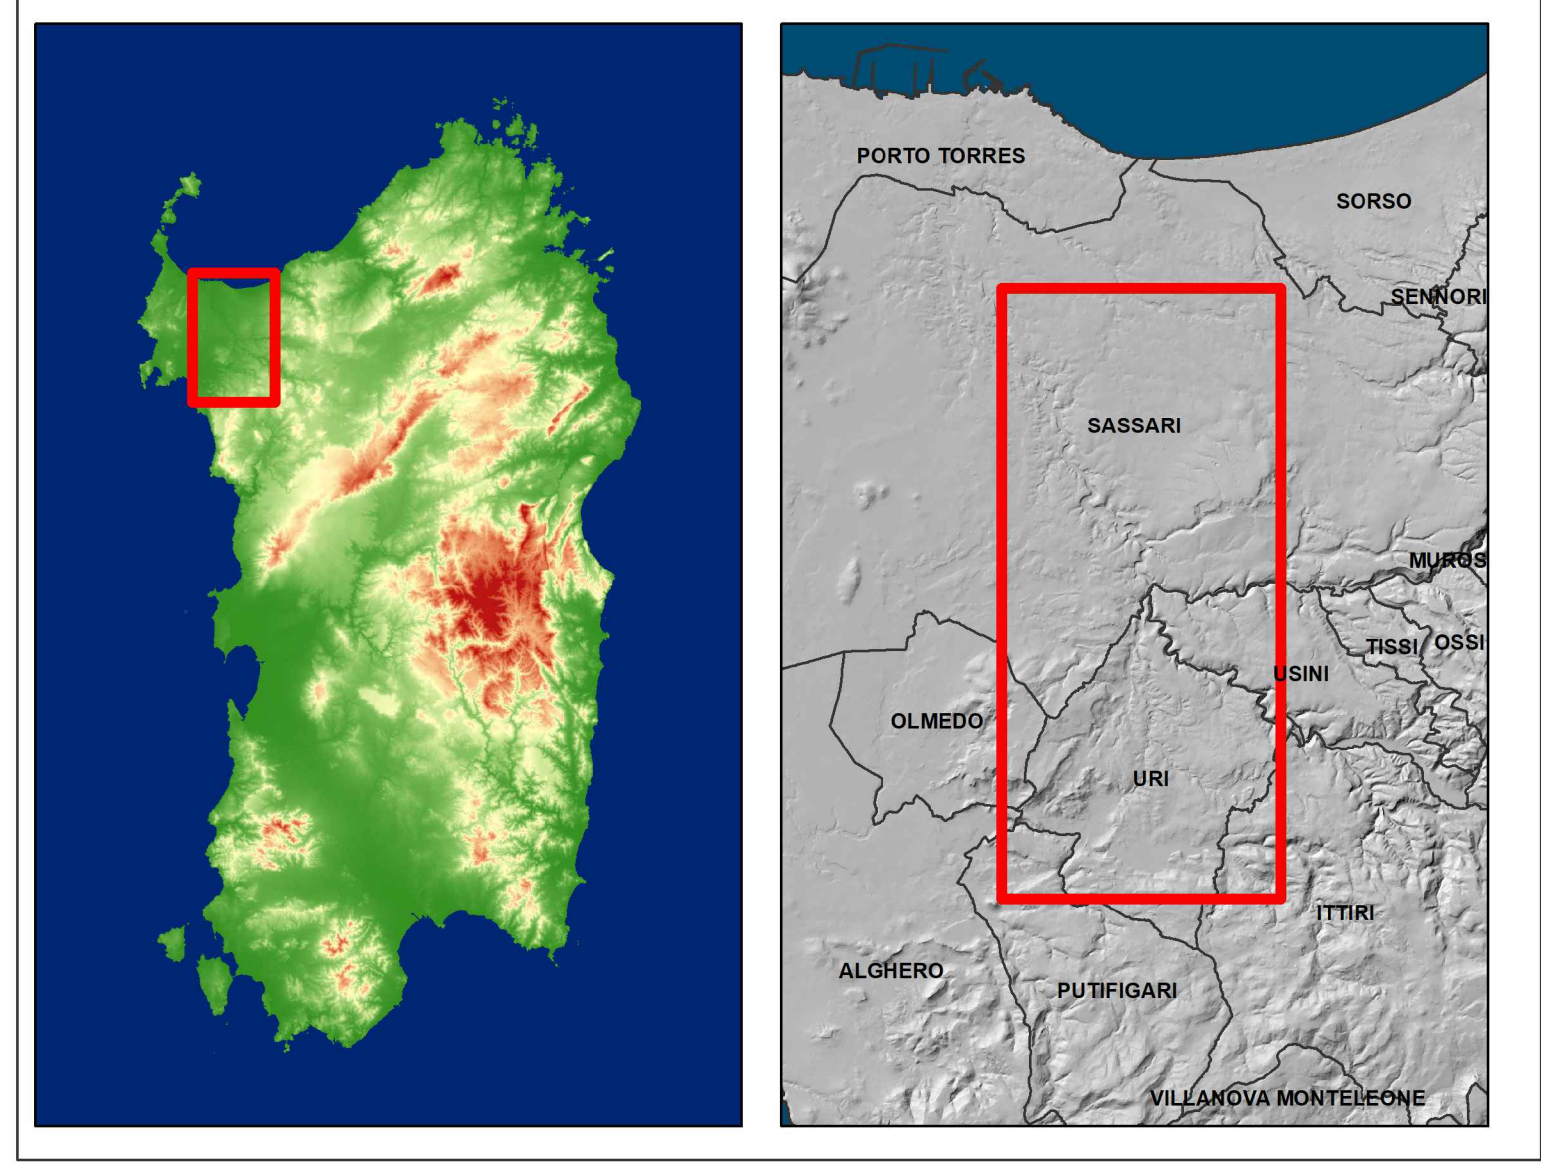 PORTO TORRES
SORSO
SENNORI
SASSARI
MUROS
TISSI
OSSI
USINI
OLMEDO
URI
ITTIRI
ALGHERO
PUTIFIGARI
VILLANOVA MONTELEONE